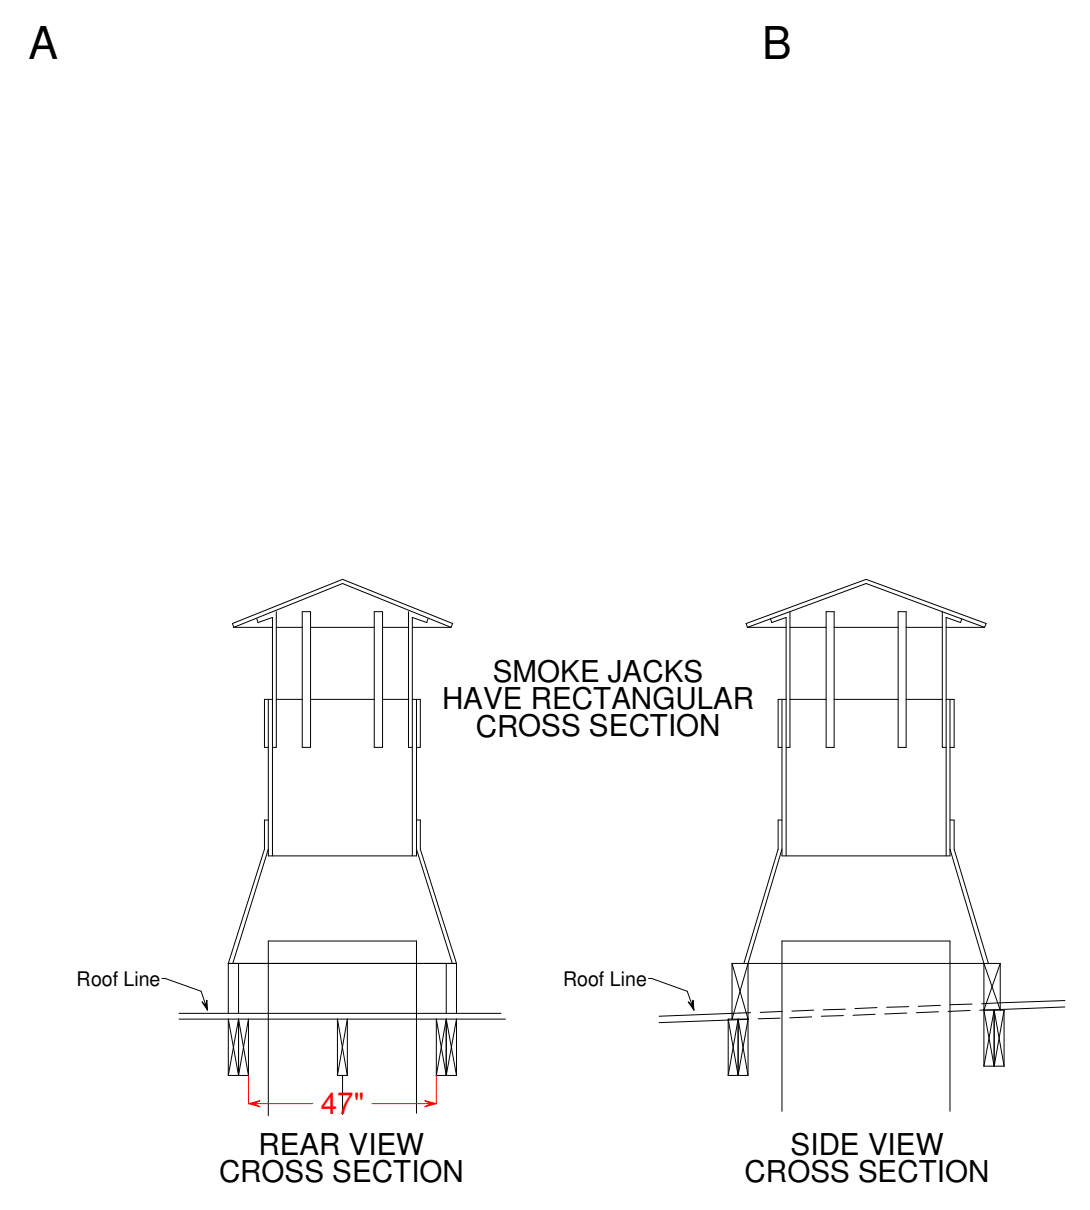 A
B
SMOKE JACKS
HAVE RECTANGULAR
CROSS SECTION
Roof Line
Roof Line
47"
REAR VIEW
CROSS SECTION
SIDE VIEW
CROSS SECTION